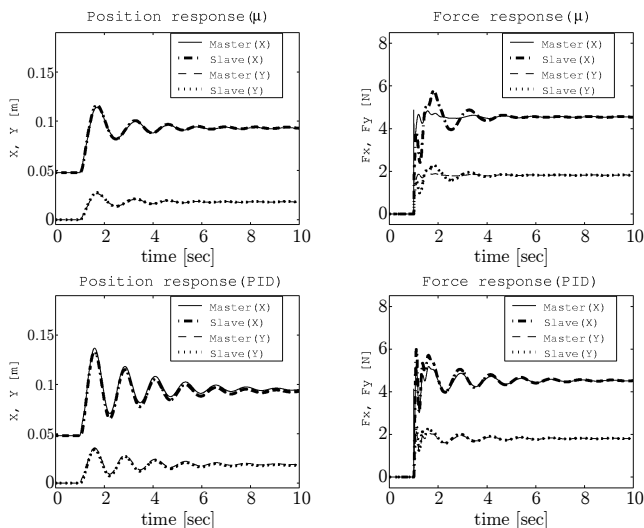 Position response(μ)
Master(X)
Slave(X)
Master(Y)
Slave(Y)
X, Y [m]
0.15
0.1
0.05
0
0 2 4 6 8 10
time [sec]
Force response(μ)
Master(X)
Slave(X)
Master(Y)
Slave(Y)
Fx, Fy [N]
8
6
4
2
0
0 2 4 6 8 10
time [sec]
Position response(PID)
Master(X)
Slave(X)
Master(Y)
Slave(Y)
X, Y [m]
0.15
0.1
0.05
0
0 2 4 6 8 10
time [sec]
Force response(PID)
Master(X)
Slave(X)
Master(Y)
Slave(Y)
Fx, Fy [N]
8
6
4
2
0
0 2 4 6 8 10
time [sec]